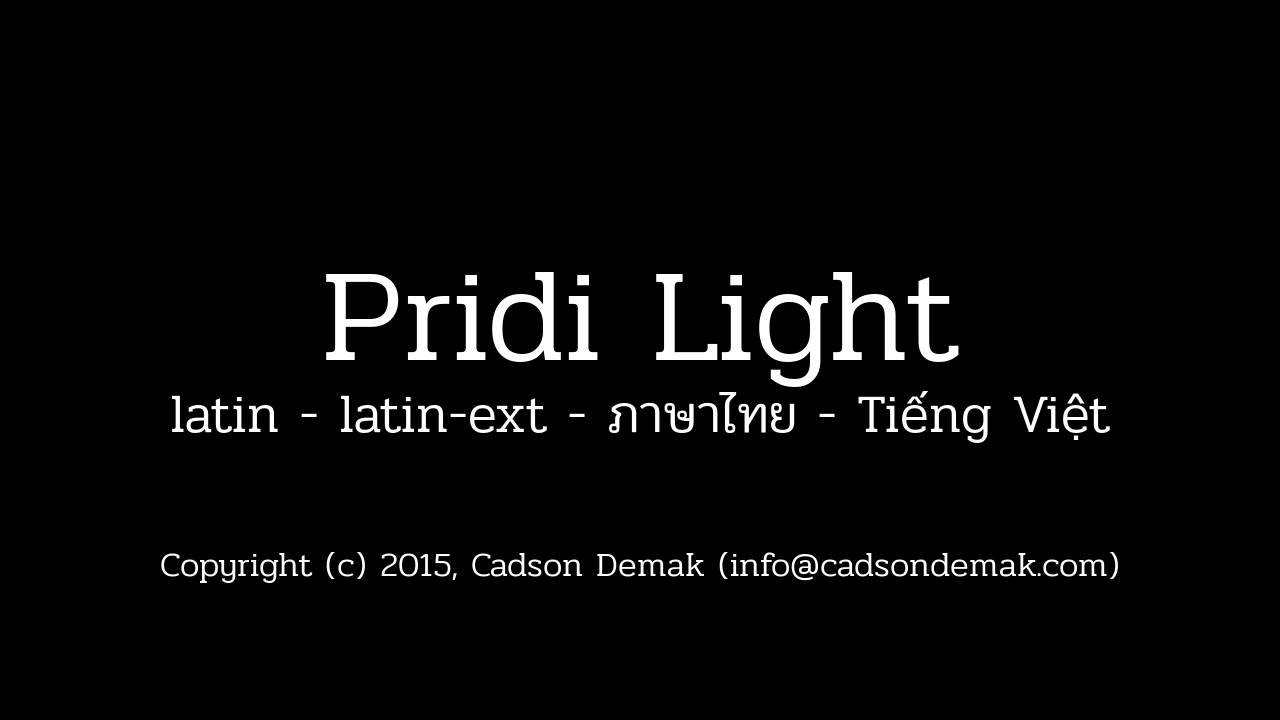 Pridi Light
latin - latin-ext - ภาษาไทย - Tiếng Việt
Copyright (c) 2015, Cadson Demak (info@cadsondemak.com)